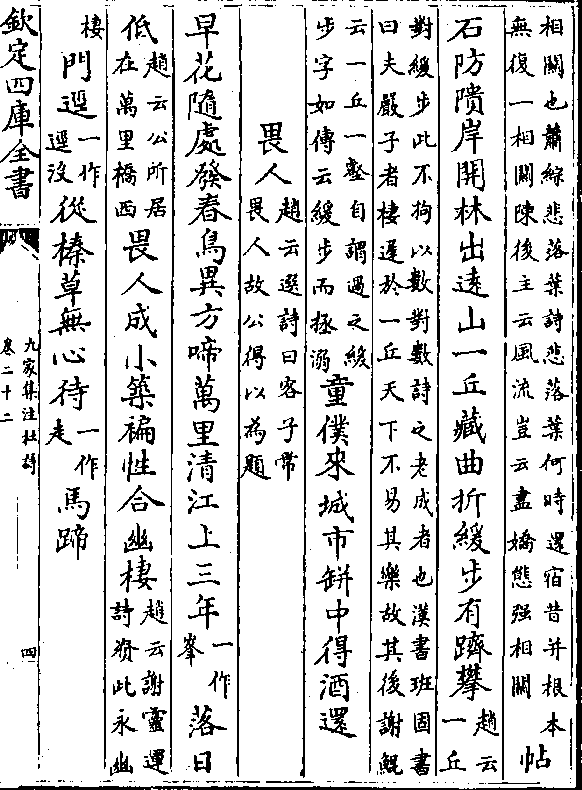 相關也蕭綜悲落葉詩悲落葉何時還宿昔并根本
無復一相關陳後主云風流豈云盡嬌態强相關 帖
石防隤岸開林出遠山一丘藏曲折緩步有躋攀
趙云
一丘
對緩步此不拘以數對數詩之老成者也漢書班固書
曰夫嚴子者棲遲於一丘天下不易其樂故其後謝鯤
云一丘一壑自謂過之緩
步字如傳云緩步而拯溺
童僕來城市缾中得酒還
畏人
趙云選詩曰客子常
畏人故公得以為題
早花隨處發春鳥異方啼萬里清江上三年
一作
峯
落日
低
趙云公所居
在萬里橋西
畏人成小築褊性合幽棲
趙云謝靈運
詩資此永幽
棲
門逕
一作
逕没
從榛草無心待
一作
走
馬蹄
欽定四庫全書
九家集注杜詩
卷二十二
四